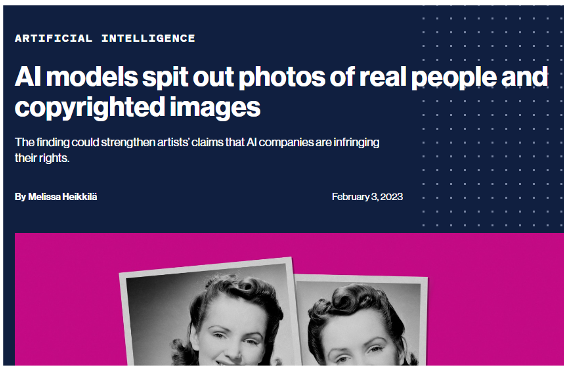 ARTIFICIAL INTELLIGENCE
AI models spit out photos of real people and
copyrighted images
The finding could strengthen artists' claims that AI companies are infringing
their rights.
By Melissa Heikkilä
February 3, 2023